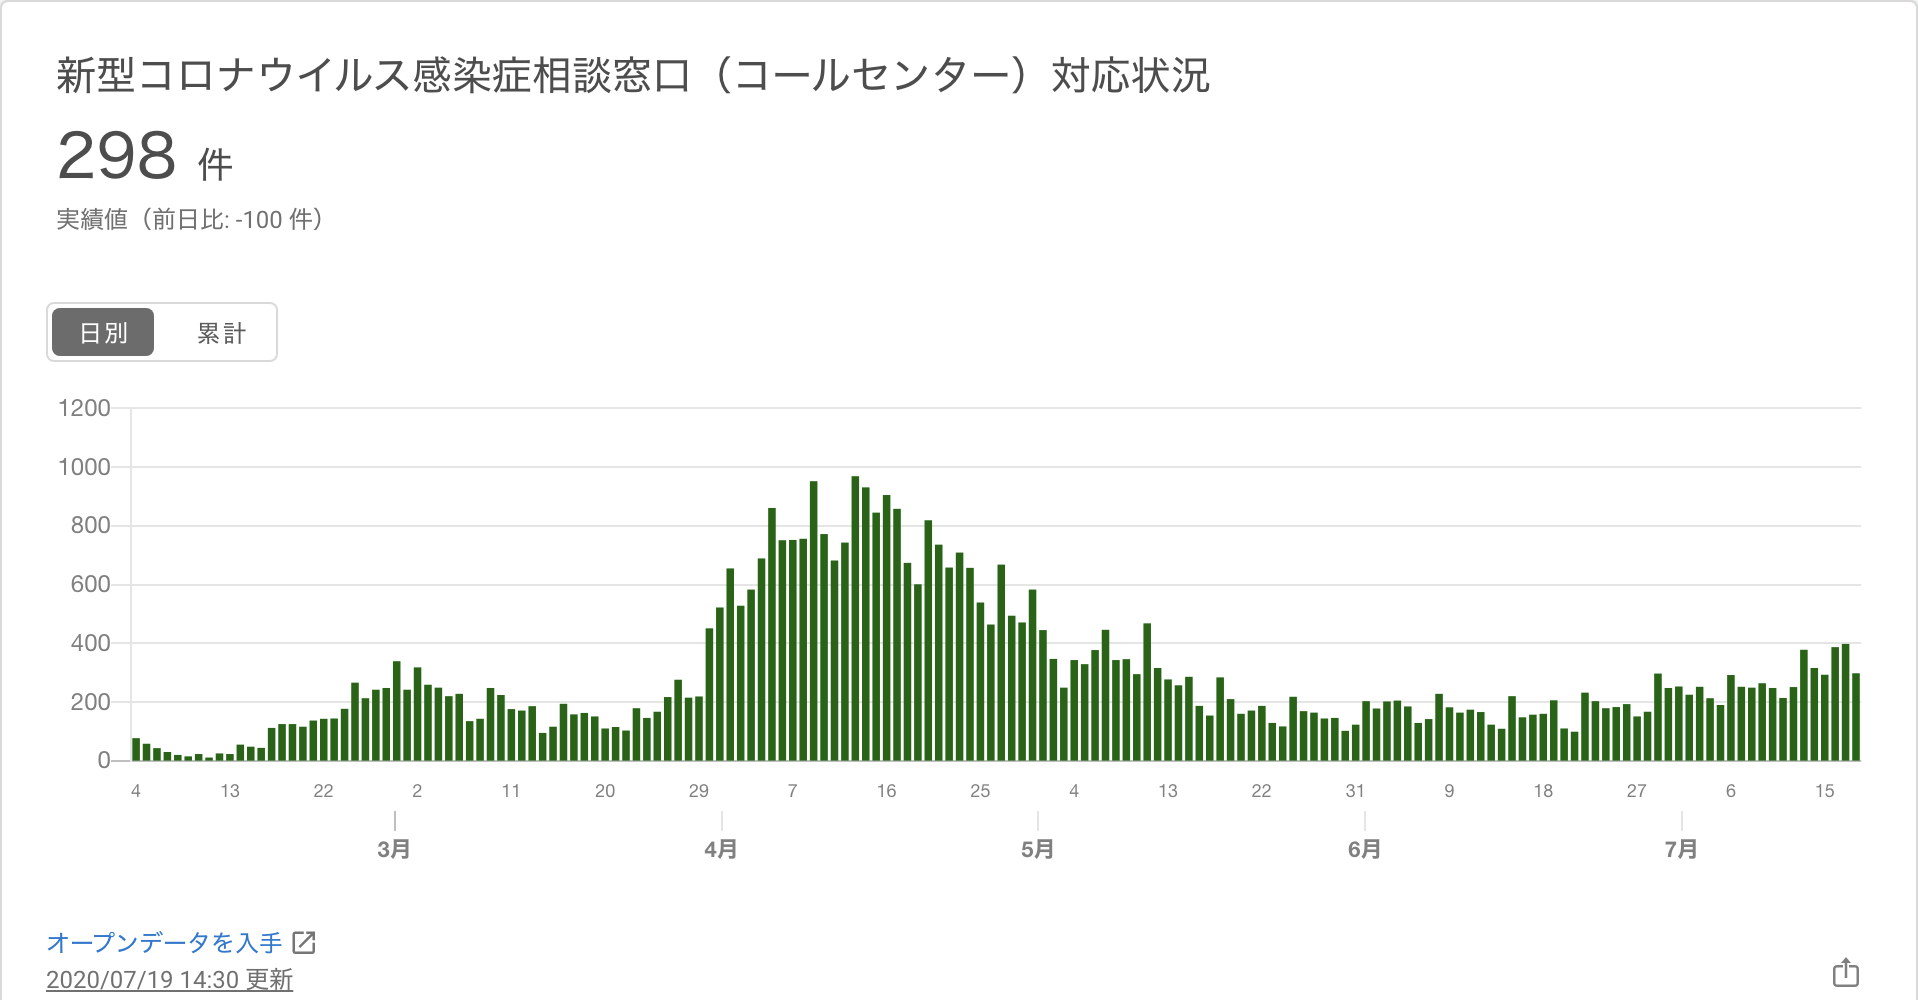 新型コロナウイルス感染症相談窓口（コールセンター）対応状況
298 件
実績値（前日比: -100 件）
日別 累計
1200
1000
800
600
400
200
0
4 13 22 2 11 20 29 7 16 25 4 13 22 31 9 18 27 6 15
3月 4月 5月 6月 7月
オープンデータを入手
2020/07/19 14:30 更新